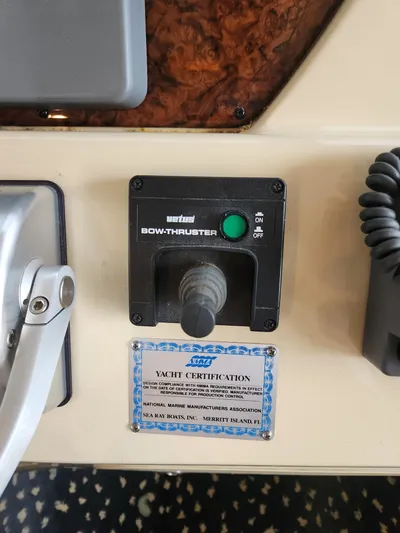 vetus
BOW-THRUSTER
ON
OFF
NMMA
YACHT CERTIFICATION
DESIGN COMPLIANCE WITH NMMA REQUIREMENTS IN EFFECT
ON THE DATE OF CERTIFICATION IS VERIFIED. MANUFACTURER
RESPONSIBLE FOR PRODUCTION CONTROL
NATIONAL MARINE MANUFACTURERS ASSOCIATION
SEA RAY BOATS, INC. MERRITT ISLAND, FL